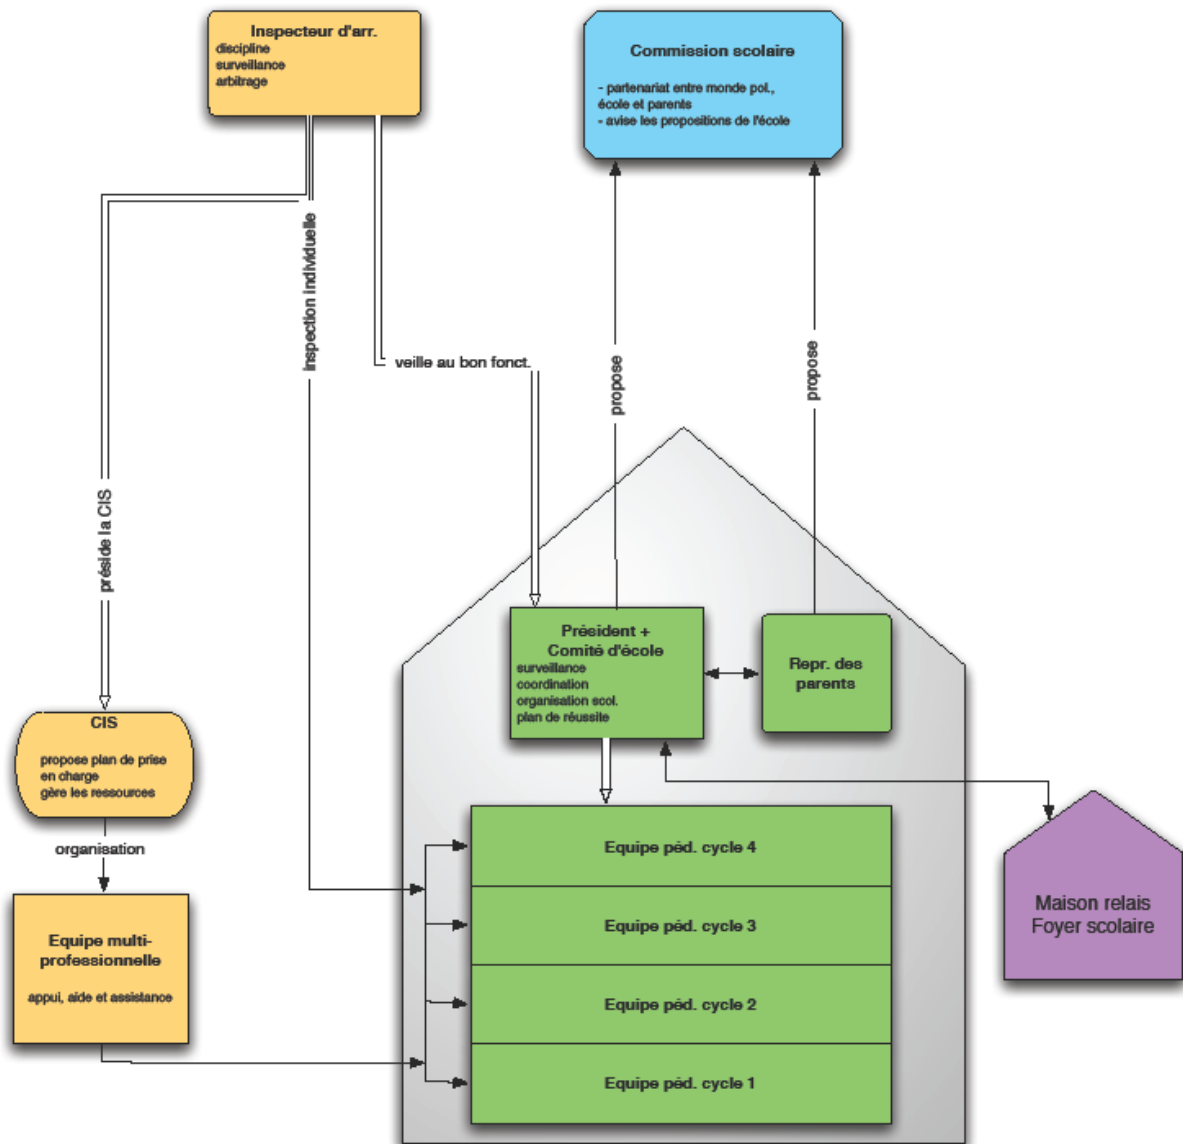 Inspecteur d'arr.
discipline
surveillance
arbitrage
Commission scolaire
- partenariat entre monde pol.,
école et parents
- avise les propositions de l'école
inspection individuelle
veille au bon fonct.
propose
propose
préside la CIS
Président +
Comité d'école
surveillance
coordination
organisation scol.
plan de réussite
Repr. des
parents
CIS
propose plan de prise
en charge
gère les ressources
organisation
Equipe multi-
professionnelle
appui, aide et assistance
Equipe péd. cycle 4
Equipe péd. cycle 3
Equipe péd. cycle 2
Equipe péd. cycle 1
Maison relais
Foyer scolaire